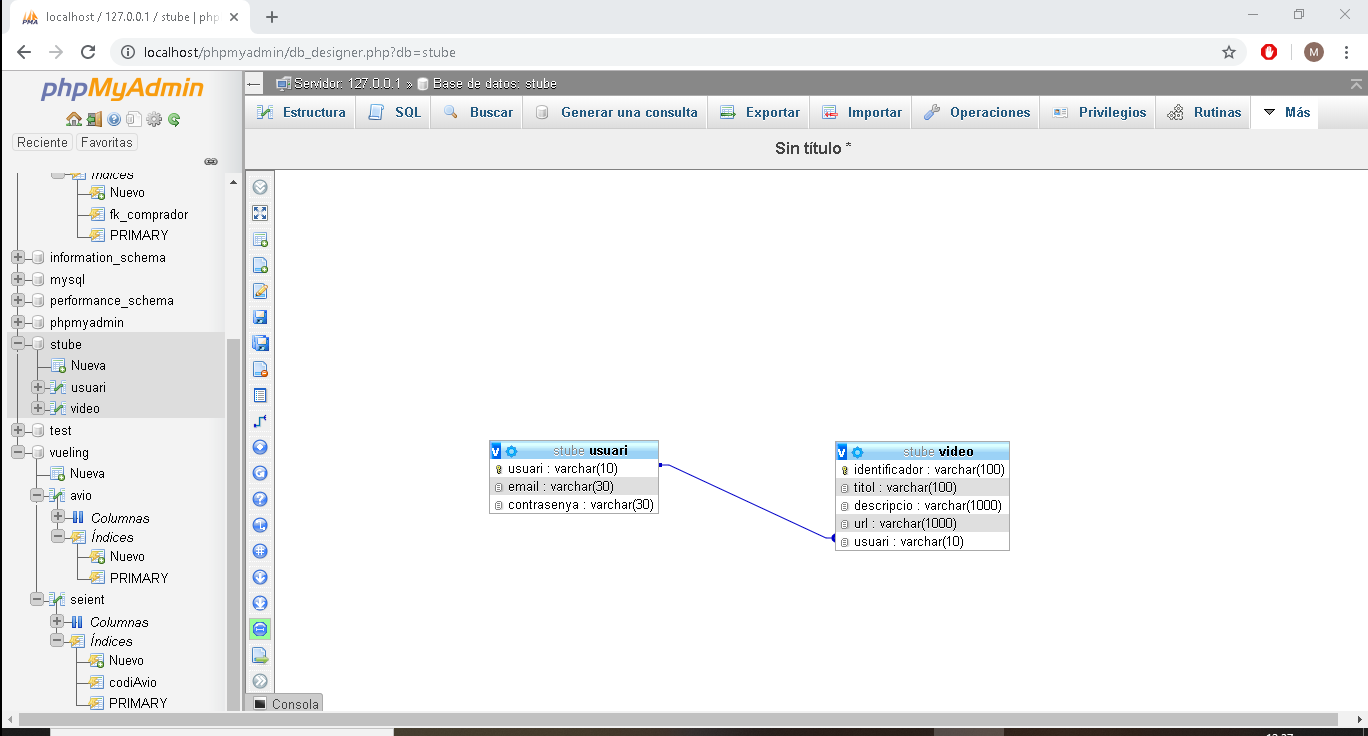 localhost / 127.0.0.1 / stube | php
localhost/phpmyadmin/db_designer.php?db=stube
M
phpMyAdmin
Reciente
Favoritas
Índices
Nuevo
fk_comprador
PRIMARY
information_schema
mysql
performance_schema
phpmyadmin
stube
Nueva
usuari
video
test
vueling
Nueva
avio
Columnas
Índices
Nuevo
PRIMARY
seient
Columnas
Índices
Nuevo
codiAvio
PRIMARY
Servidor: 127.0.0.1 » Base de datos: stube
Estructura SQL Buscar Generar una consulta Exportar Importar Operaciones Privilegios Rutinas Más
Sin título *
v stube usuari
usuari : varchar(10)
email : varchar(30)
contrasenya : varchar(30)
v stube video
identificador : varchar(100)
titol : varchar(100)
descripcio : varchar(1000)
url : varchar(1000)
usuari : varchar(10)
Consola